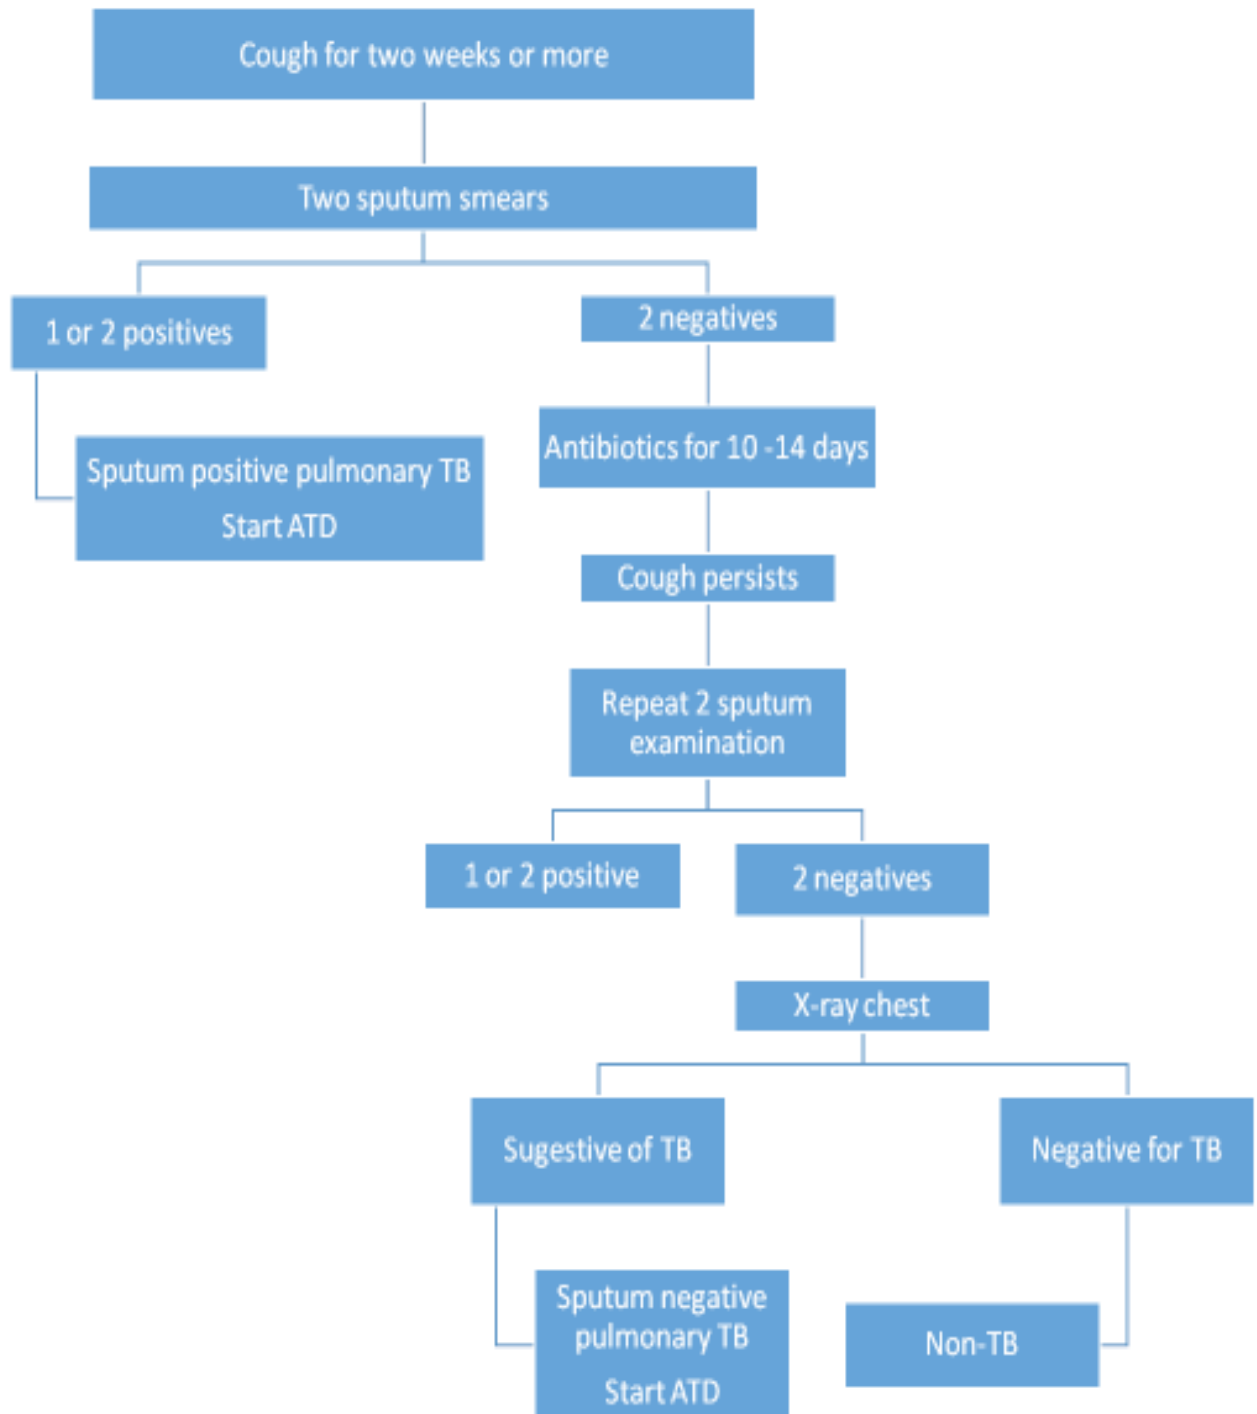 Cough for two weeks or more
Two sputum smears
1 or 2 positives
2 negatives
Sputum positive pulmonary TB
Start ATD
Antibiotics for 10 -14 days
Cough persists
Repeat 2 sputum
examination
1 or 2 positive
2 negatives
X-ray chest
Sugestive of TB
Negative for TB
Sputum negative
pulmonary TB
Start ATD
Non-TB